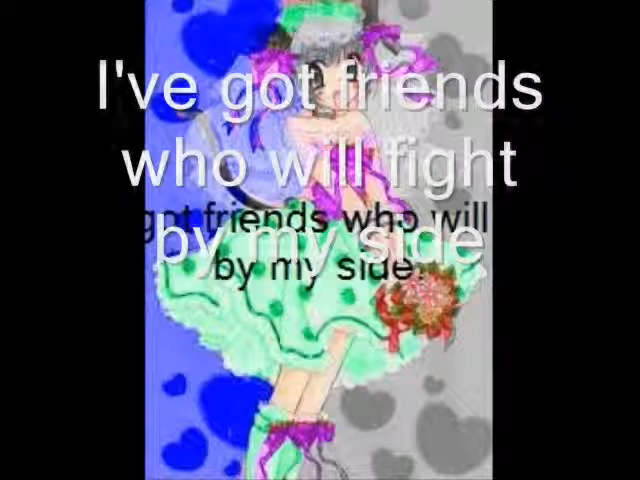 I've got friends
who will fight
got friends who will
by my side
by my side.